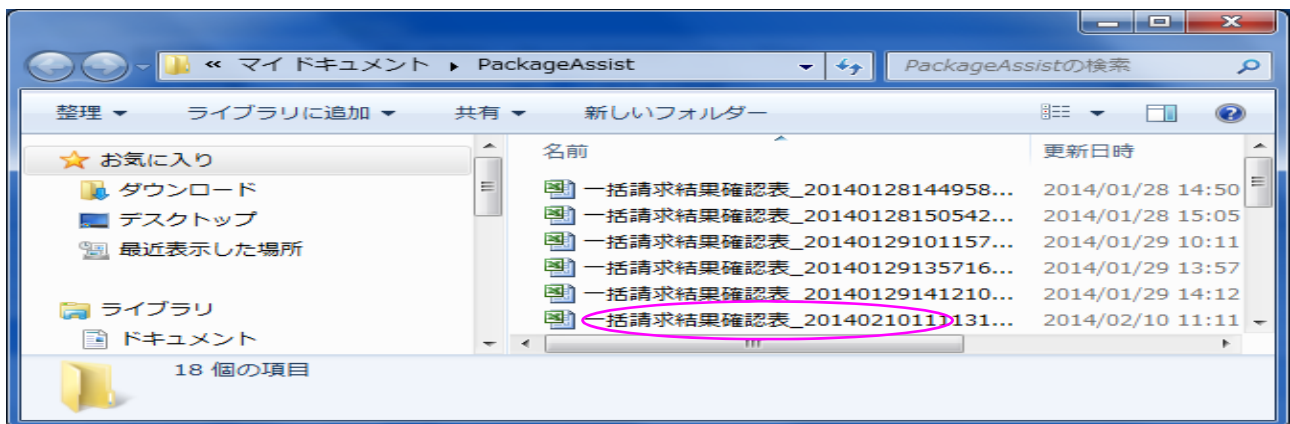 « マイ ドキュメント ▸ PackageAssist
PackageAssistの検索
整理 ライブラリに追加 共有 新しいフォルダー
お気に入り
ダウンロード
デスクトップ
最近表示した場所
ライブラリ
ドキュメント
名前 更新日時
一括請求結果確認表_20140128144958... 2014/01/28 14:50
一括請求結果確認表_20140128150542... 2014/01/28 15:05
一括請求結果確認表_20140129101157... 2014/01/29 10:11
一括請求結果確認表_20140129135716... 2014/01/29 13:57
一括請求結果確認表_20140129141210... 2014/01/29 14:12
一括請求結果確認表_20140210111131... 2014/02/10 11:11
18 個の項目